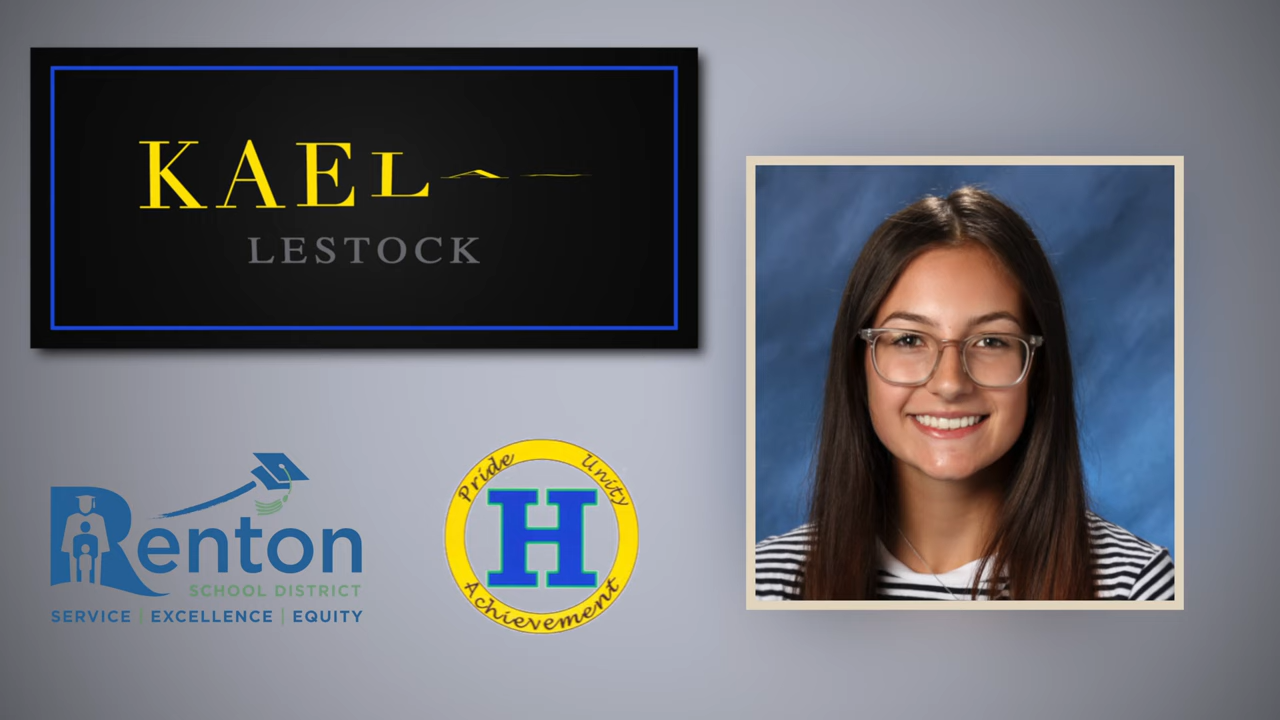 KAEL
LESTOCK
Renton
SCHOOL DISTRICT
SERVICE | EXCELLENCE | EQUITY
Pride
Unity
H
Achievement